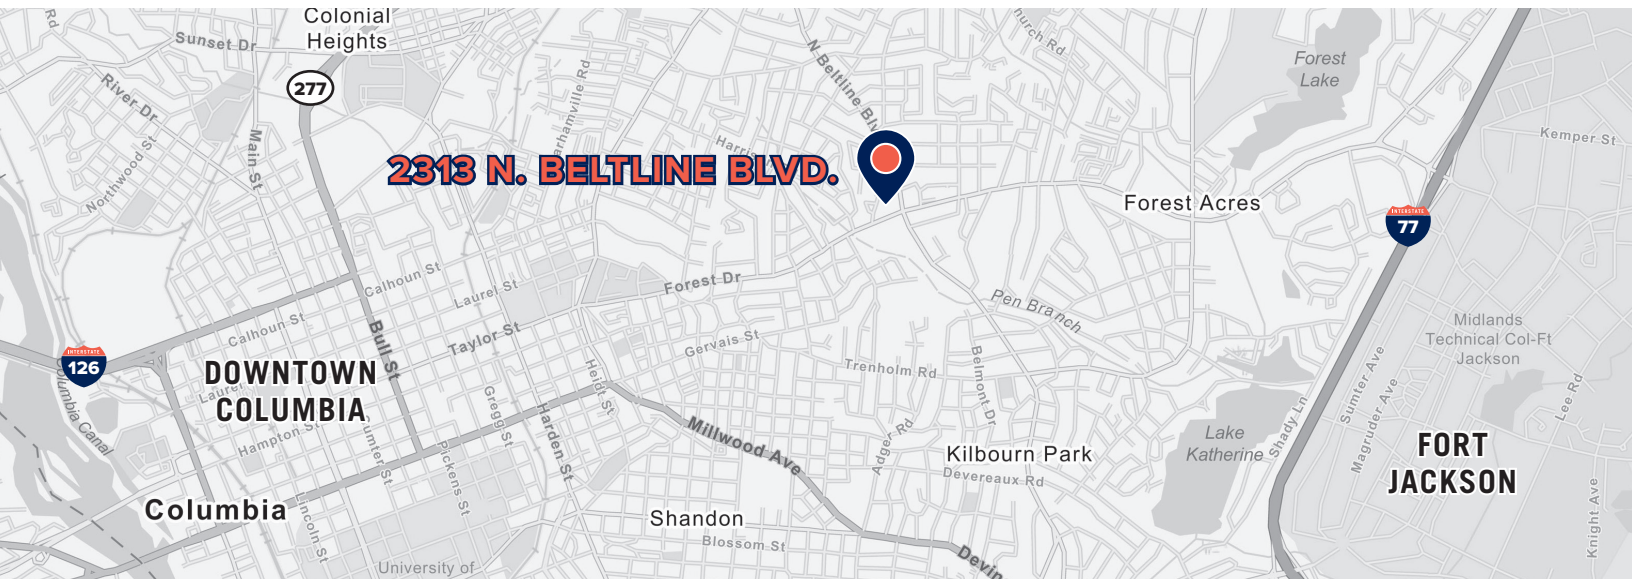 Colonial
Heights
Sunset Dr
277
River Dr
Northwood St
Main St
N Beltline
Forest
Lake
Kemper St
2313 N. BELTLINE BLVD.
Forest Acres
INTERSTATE
77
Calhoun St
Laurel St
Forest Dr
Pen Branch
Calhoun St
Bull St
Taylor St
Gervais St
Midlands
Technical Col-Ft
Jackson
INTERSTATE
126
Columbia Canal
DOWNTOWN
COLUMBIA
Trenholm Rd
Belmont Dr
Heidt St
Gregg St
Harden St
Sumter Ave
Magruder Ave
Lee Rd
Shady Ln
Hampton St
Pickens St
Millwood Ave
Adger Rd
Kilbourn Park
Devereaux Rd
Lake
Katherine
FORT
JACKSON
Columbia
Lincoln St
Shandon
Blossom St
Knight Ave
University of